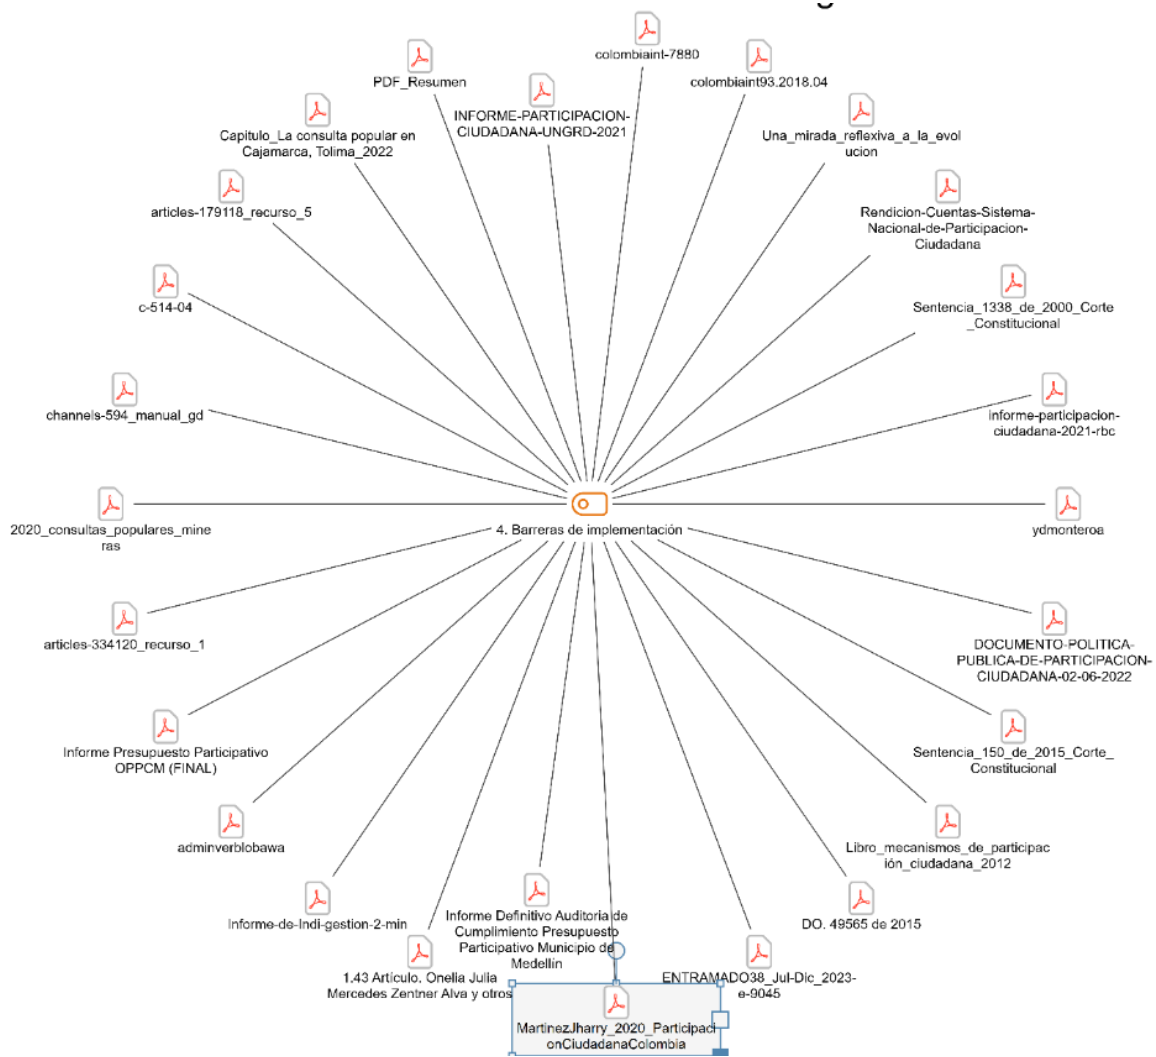 colombiaint-7880
PDF_Resumen
colombiaint93.2018.04
INFORME-PARTICIPACION-
CIUDADANA-UNGRD-2021
Capitulo_La consulta popular en
Cajamarca, Tolima_2022
Una_mirada_reflexiva_a_la_evol
ucion
articles-179118_recurso_5
Rendicion-Cuentas-Sistema-
Nacional-de-Participacion-
Ciudadana
c-514-04
Sentencia_1338_de_2000_Corte
_Constitucional
channels-594_manual_gd
informe-participacion-
ciudadana-2021-rbc
2020_consultas_populares_mine
ras
4. Barreras de implementación
ydmonteroa
articles-334120_recurso_1
DOCUMENTO-POLITICA-
PUBLICA-DE-PARTICIPACION-
CIUDADANA-02-06-2022
Informe Presupuesto Participativo
OPPCM (FINAL)
Sentencia_150_de_2015_Corte_
Constitucional
adminverblobawa
Libro_mecanismos_de_participac
ión_ciudadana_2012
Informe-de-Indi-gestion-2-min
Informe Definitivo Auditoria de
Cumplimiento Presupuesto
Participativo Municipio de
Medellín
DO. 49565 de 2015
1.43 Artículo, Onelia Julia
Mercedes Zentner Alva y otros
ENTRAMADO38_Jul-Dic_2023-
e-9045
MartinezJharry_2020_Participaci
onCiudadanaColombia